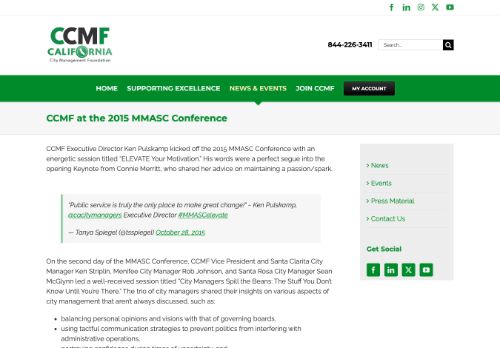 CCMF
CALIFORNIA
City Management Foundation
844-226-3411
Search...
HOME SUPPORTING EXCELLENCE NEWS & EVENTS JOIN CCMF MY ACCOUNT
CCMF at the 2015 MMASC Conference
CCMF Executive Director Ken Pulskamp kicked off the 2015 MMASC Conference with an
energetic session titled "ELEVATE Your Motivation." His words were a perfect segue into the
opening Keynote from Connie Merritt, who shared her advice on maintaining a passion/spark.
"Public service is truly the only place to make great change!" ~ Ken Pulskamp,
@cacitymanagers Executive Director #MMASCelevate
— Tanya Spiegel (@tsspiegel) October 28, 2015
On the second day of the MMASC Conference, CCMF Vice President and Santa Clarita City
Manager Ken Striplin, Menifee City Manager Rob Johnson, and Santa Rosa City Manager Sean
McGlynn led a well-received session titled "City Managers Spill the Beans: The Stuff You Don't
Know Until You're There." The trio of city managers shared their insights on various aspects of
city management that aren't always discussed, such as:
• balancing personal opinions and visions with that of governing boards,
• using tactful communication strategies to prevent politics from interfering with
administrative operations,
> News
> Events
> Press Material
> Contact Us
Get Social